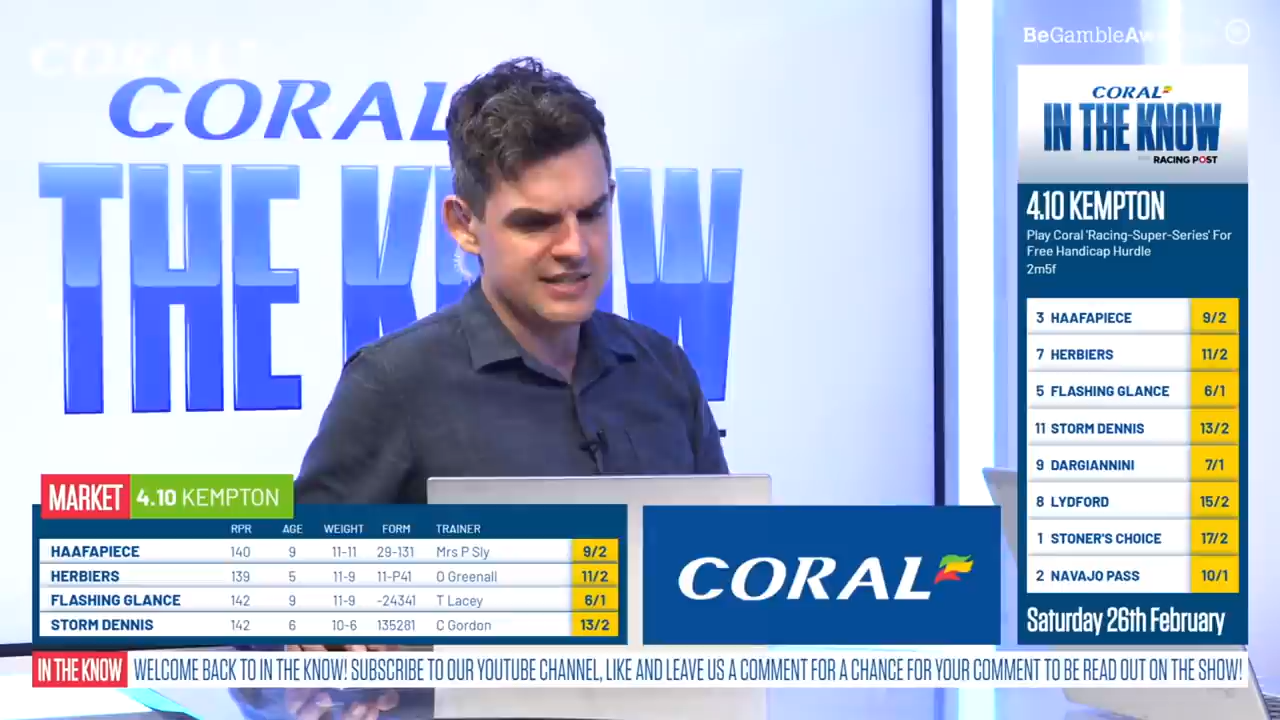 CORAL
BeGambleAw
CORAL
THE KNOW
CORAL
IN THE KNOW
RACING POST
4.10 KEMPTON
Play Coral 'Racing-Super-Series' For
Free Handicap Hurdle
2m5f
3 HAAFAPIECE 9/2
7 HERBIERS 11/2
5 FLASHING GLANCE 6/1
11 STORM DENNIS 13/2
9 DARGIANNINI 7/1
8 LYDFORD 15/2
1 STONER'S CHOICE 17/2
2 NAVAJO PASS 10/1
Saturday 26th February
MARKET 4.10 KEMPTON
RPR AGE WEIGHT FORM TRAINER
HAAFAPIECE 140 9 11-11 29-131 Mrs P Sly 9/2
HERBIERS 139 5 11-9 11-P41 O Greenall 11/2
FLASHING GLANCE 142 9 11-9 -24341 T Lacey 6/1
STORM DENNIS 142 6 10-6 135281 C Gordon 13/2
CORAL
IN THE KNOW WELCOME BACK TO IN THE KNOW! SUBSCRIBE TO OUR YOUTUBE CHANNEL, LIKE AND LEAVE US A COMMENT FOR A CHANCE FOR YOUR COMMENT TO BE READ OUT ON THE SHOW!